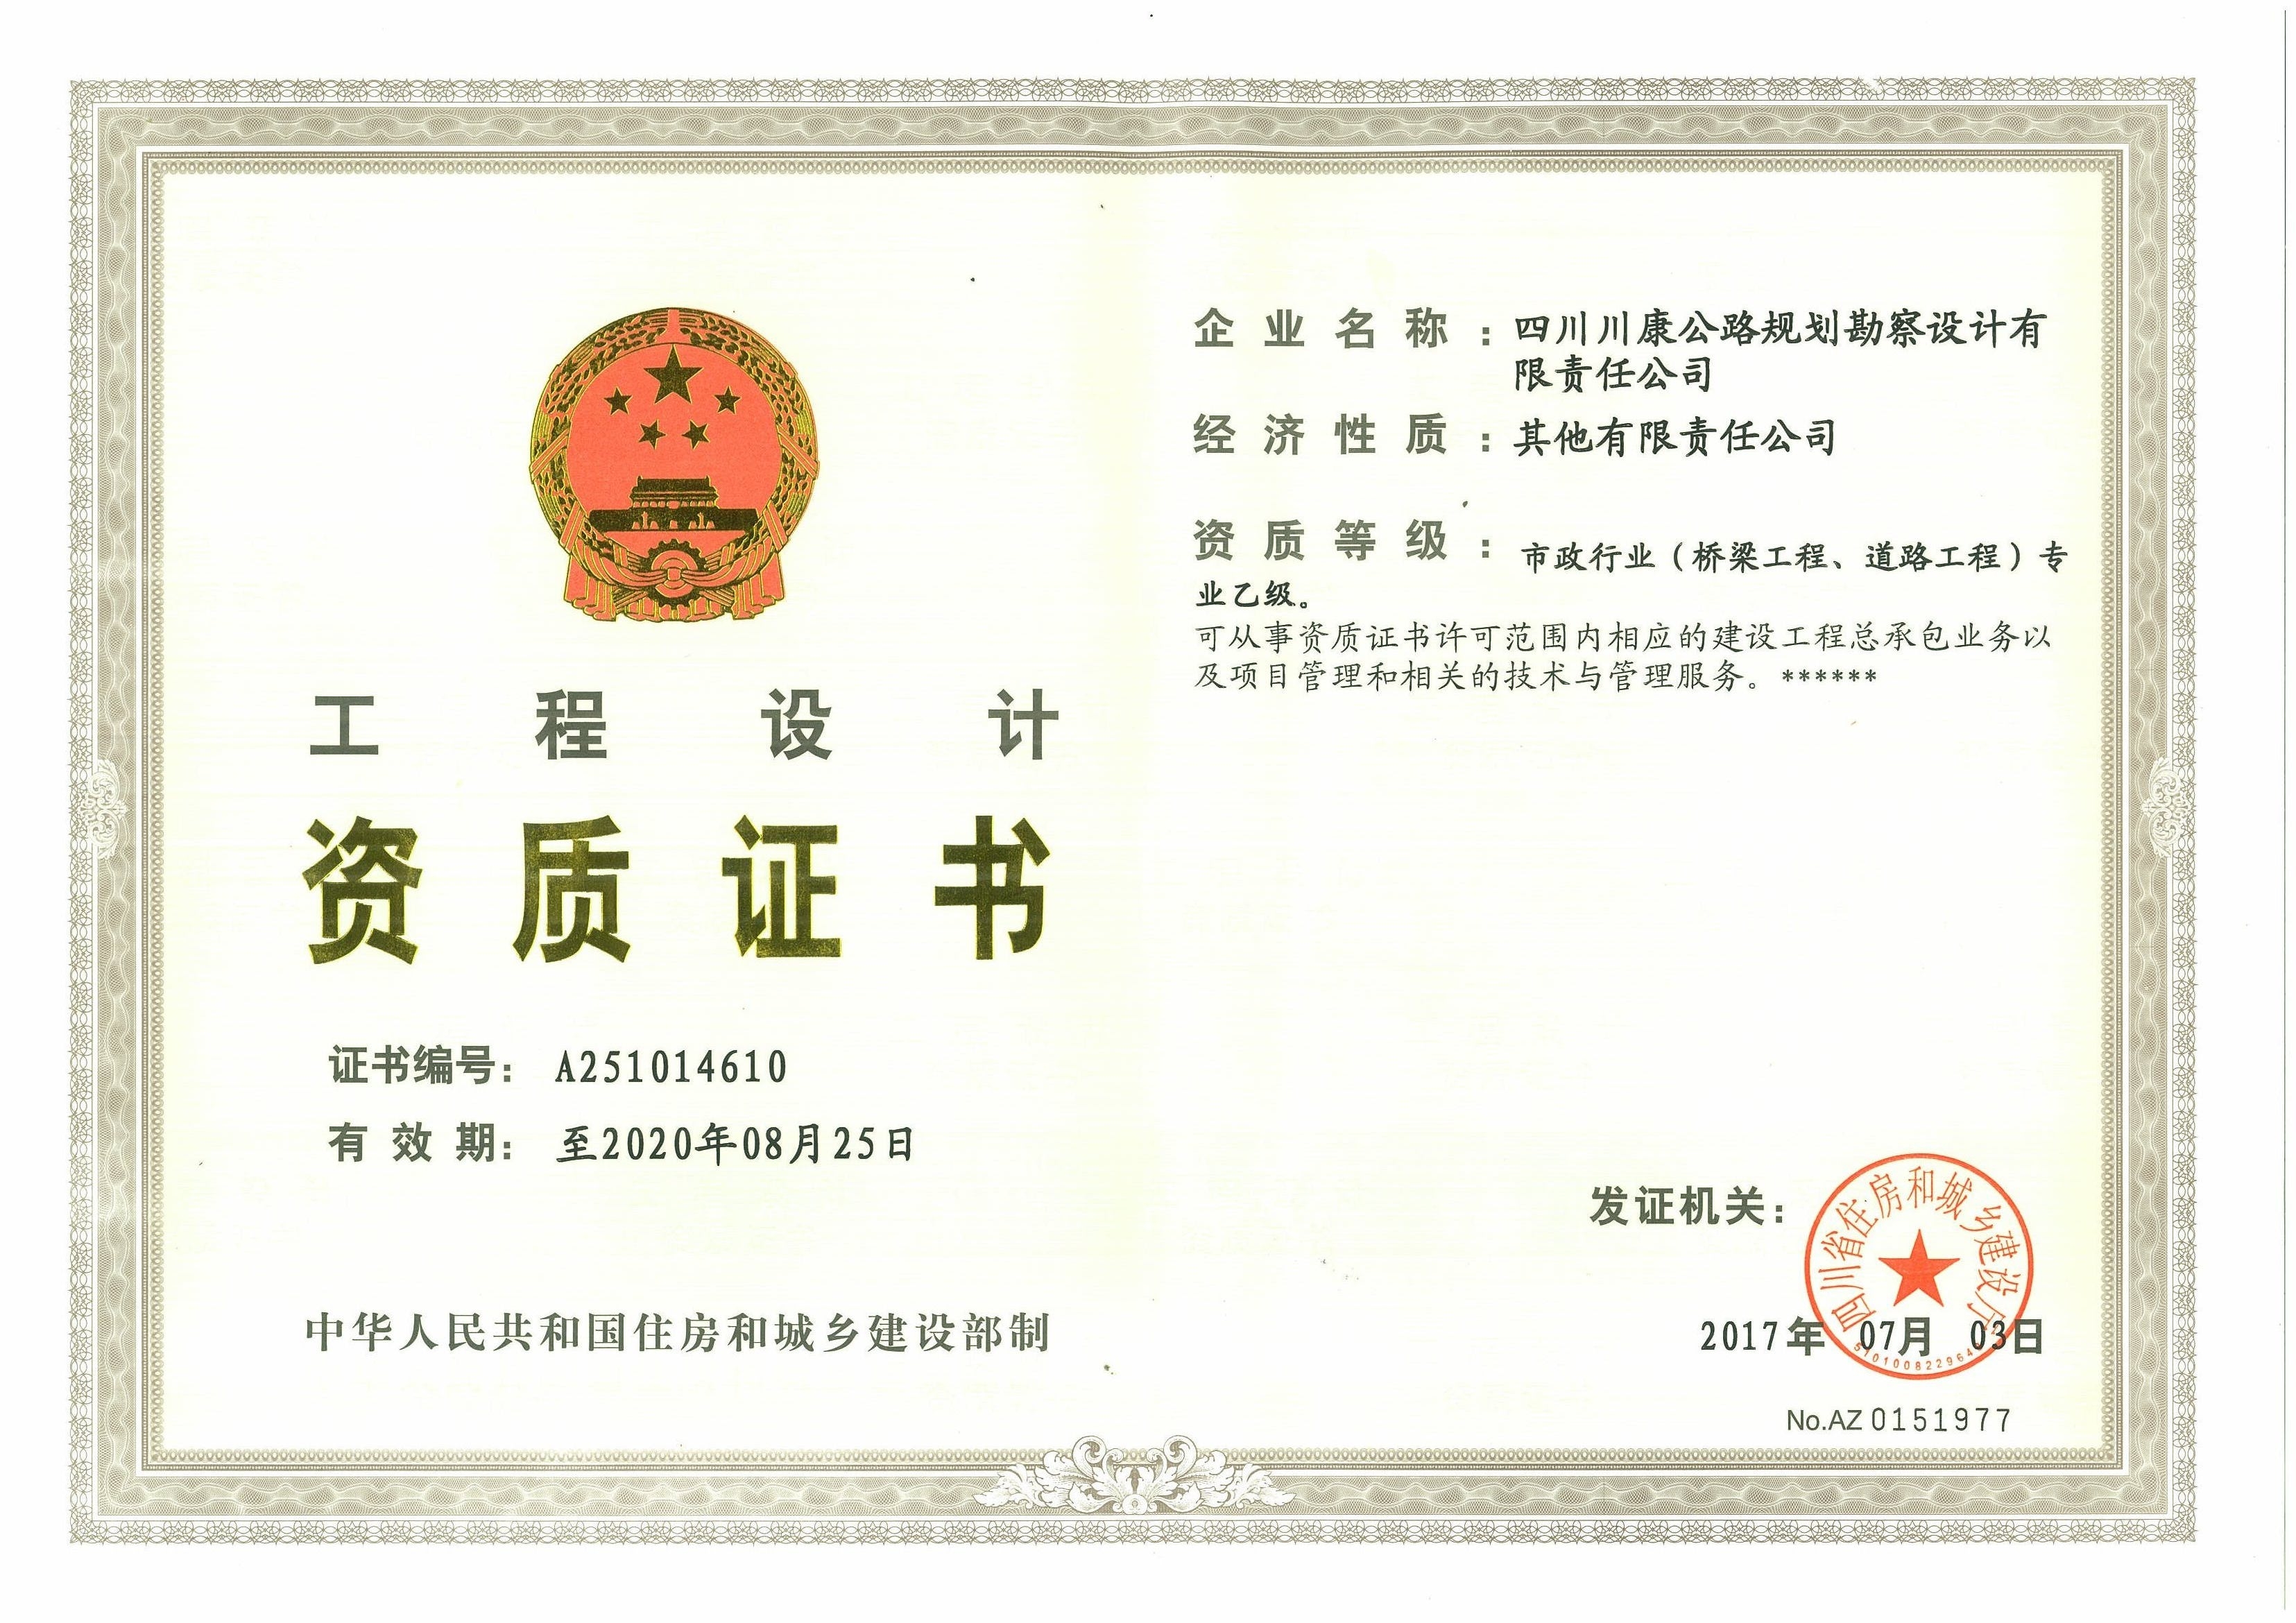 工程设计
资质证书
证书编号： A251014610
有效期： 至2020年08月25日
中华人民共和国住房和城乡建设部制
企业名称：四川川康公路规划勘察设计有
限责任公司
经济性质：其他有限责任公司
资质等级：市政行业（桥梁工程、道路工程）专
业乙级。
可从事资质证书许可范围内相应的建设工程总承包业务以
及项目管理和相关的技术与管理服务。******
发证机关：
四川省住房和城乡建设厅
2017年 07月 03日
No.AZ 0151977